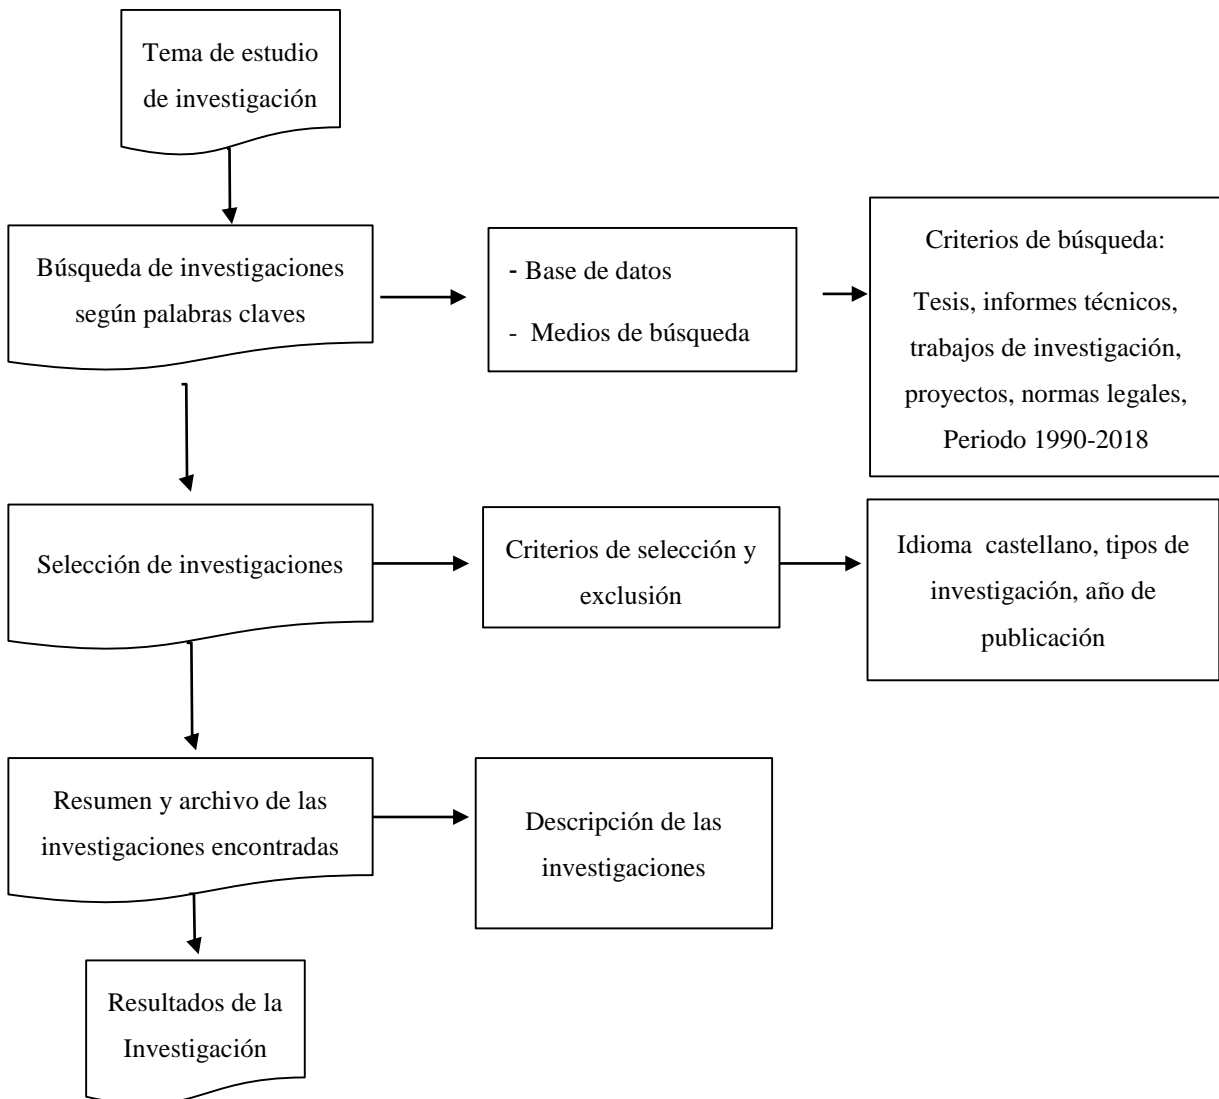 Tema de estudio
de investigación
Búsqueda de investigaciones
según palabras claves
- Base de datos
- Medios de búsqueda
Criterios de búsqueda:
Tesis, informes técnicos,
trabajos de investigación,
proyectos, normas legales,
Periodo 1990-2018
Selección de investigaciones
Criterios de selección y
exclusión
Idioma castellano, tipos de
investigación, año de
publicación
Resumen y archivo de las
investigaciones encontradas
Descripción de las
investigaciones
Resultados de la
Investigación